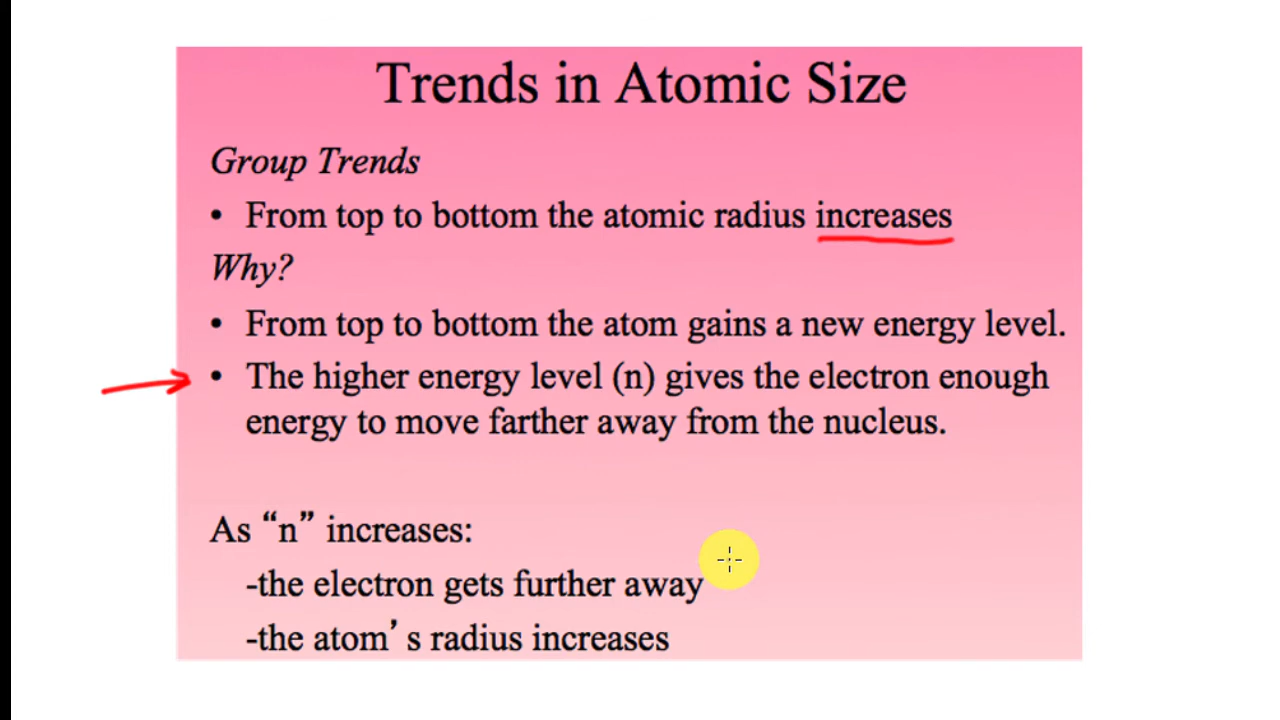 Trends in Atomic Size
Group Trends
• From top to bottom the atomic radius increases
Why?
• From top to bottom the atom gains a new energy level.
• The higher energy level (n) gives the electron enough
energy to move farther away from the nucleus.
As “n” increases:
-the electron gets further away
-the atom’s radius increases